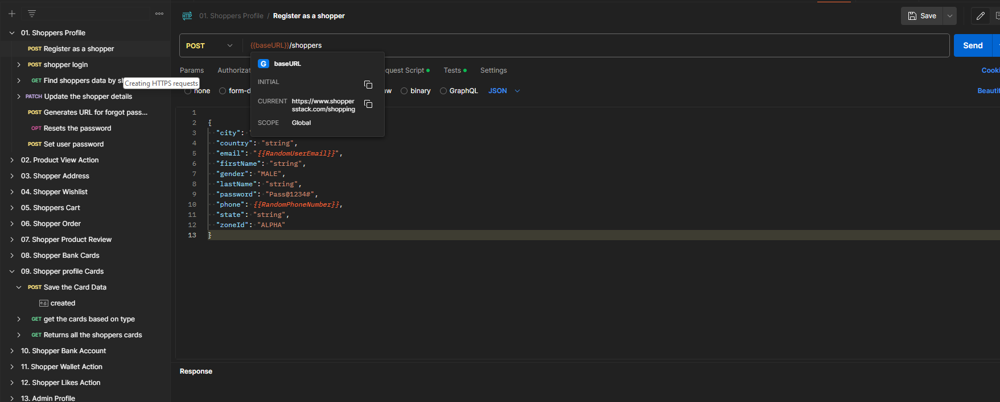 01. Shoppers Profile
POST Register as a shopper
POST shopper login
GET Find shoppers data by sl
Creating HTTPS requests
PATCH Update the shopper details
POST Generates URL for forgot pass...
OPT Resets the password
POST Set user password
02. Product View Action
03. Shopper Address
04. Shopper Wishlist
05. Shoppers Cart
06. Shopper Order
07. Shopper Product Review
08. Shopper Bank Cards
09. Shopper profile Cards
POST Save the Card Data
e.g. created
GET get the cards based on type
GET Returns all the shoppers cards
10. Shopper Bank Account
11. Shopper Wallet Action
12. Shopper Likes Action
13. Admin Profile
HTTP 01. Shoppers Profile / Register as a shopper
Save
POST {{baseURL}}/shoppers
Send
G baseURL
INITIAL
CURRENT https://www.shopper
sstack.com/shopping
SCOPE Global
Params Authorizat quest Script Tests Settings
Cooki
none form-d w binary GraphQL JSON
Beautif
1
2 {
3 "city":
4 "country": "string",
5 "email": "{{RandomUserEmail}}",
6 "firstName": "string",
7 "gender": "MALE",
8 "lastName": "string",
9 "password": "Pass@1234#",
10 "phone": {{RandomPhoneNumber}},
11 "state": "string",
12 "zoneId": "ALPHA"
13 }
Response